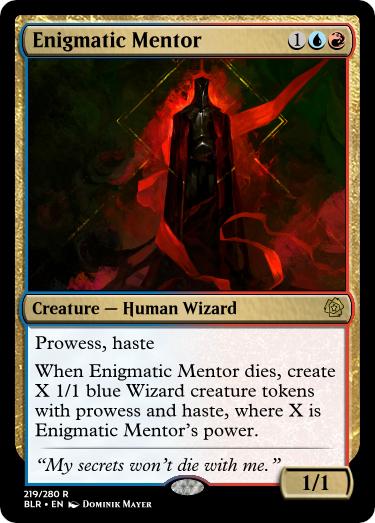 Enigmatic Mentor 1
Creature — Human Wizard
Prowess, haste
When Enigmatic Mentor dies, create
X 1/1 blue Wizard creature tokens
with prowess and haste, where X is
Enigmatic Mentor's power.
“My secrets won't die with me.”
1/1
219/280 R
BLR • EN Dominik Mayer